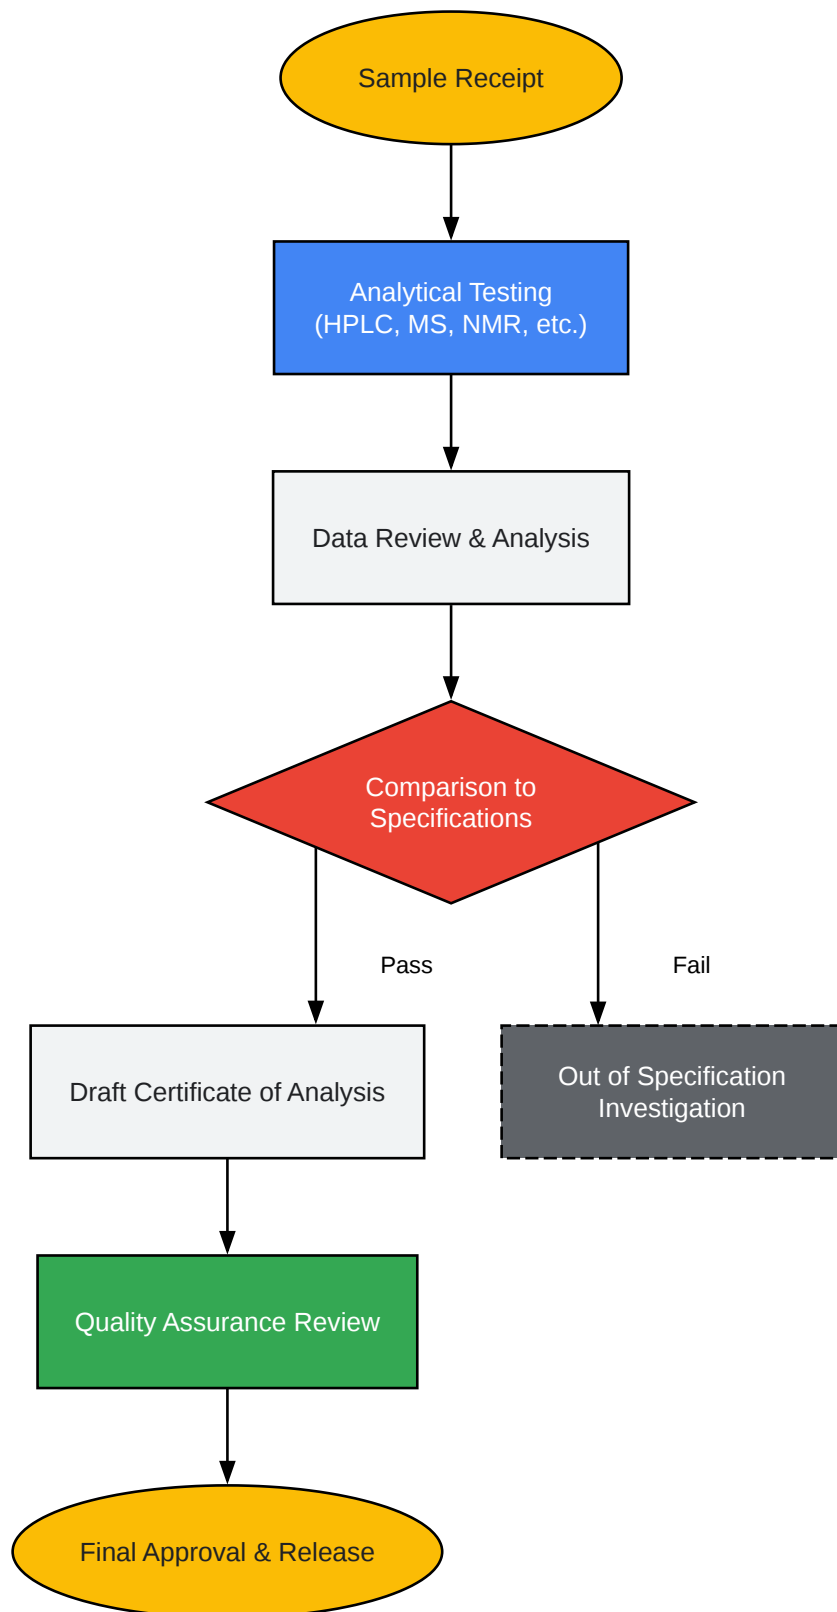 Sample Receipt
Analytical Testing
(HPLC, MS, NMR, etc.)
Data Review & Analysis
Comparison to
Specifications
Pass
Fail
Draft Certificate of Analysis
Out of Specification
Investigation
Quality Assurance Review
Final Approval & Release